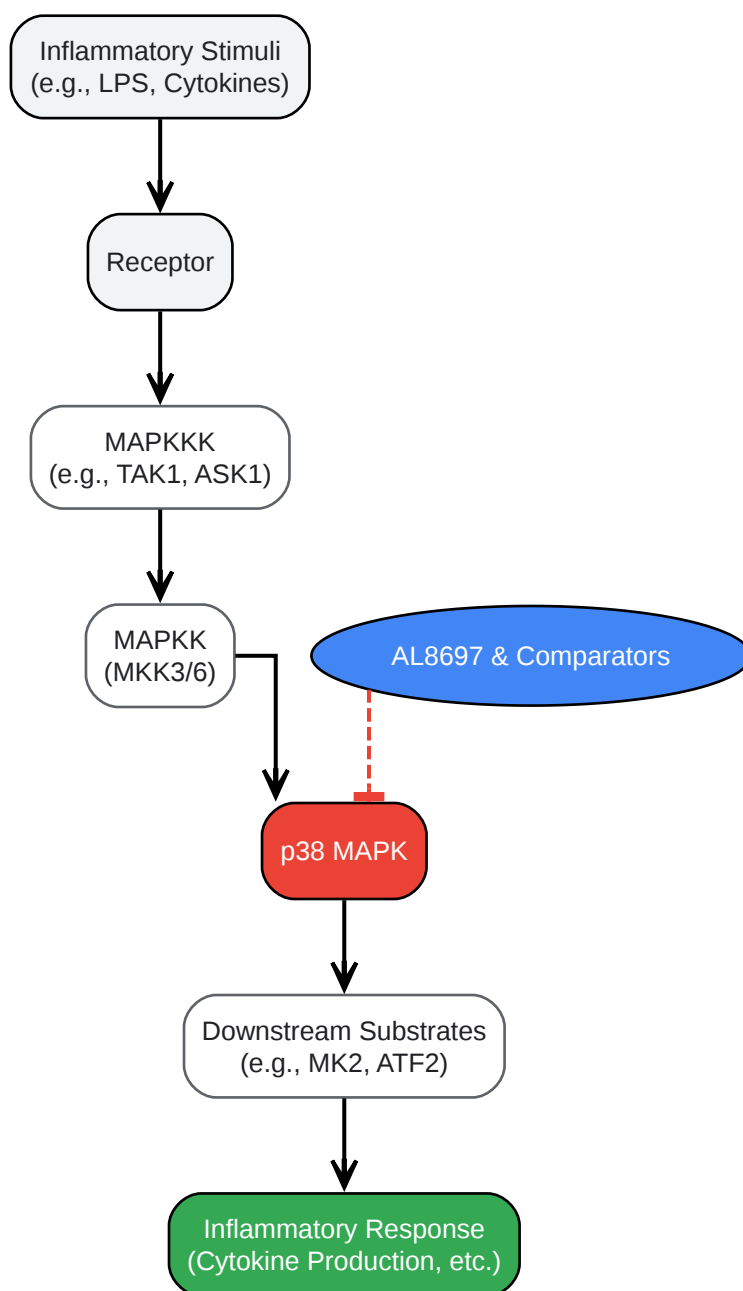 Inflammatory Stimuli
(e.g., LPS, Cytokines)
Receptor
MAPKKK
(e.g., TAK1, ASK1)
MAPKK
(MKK3/6)
AL8697 & Comparators
p38 MAPK
Downstream Substrates
(e.g., MK2, ATF2)
Inflammatory Response
(Cytokine Production, etc.)